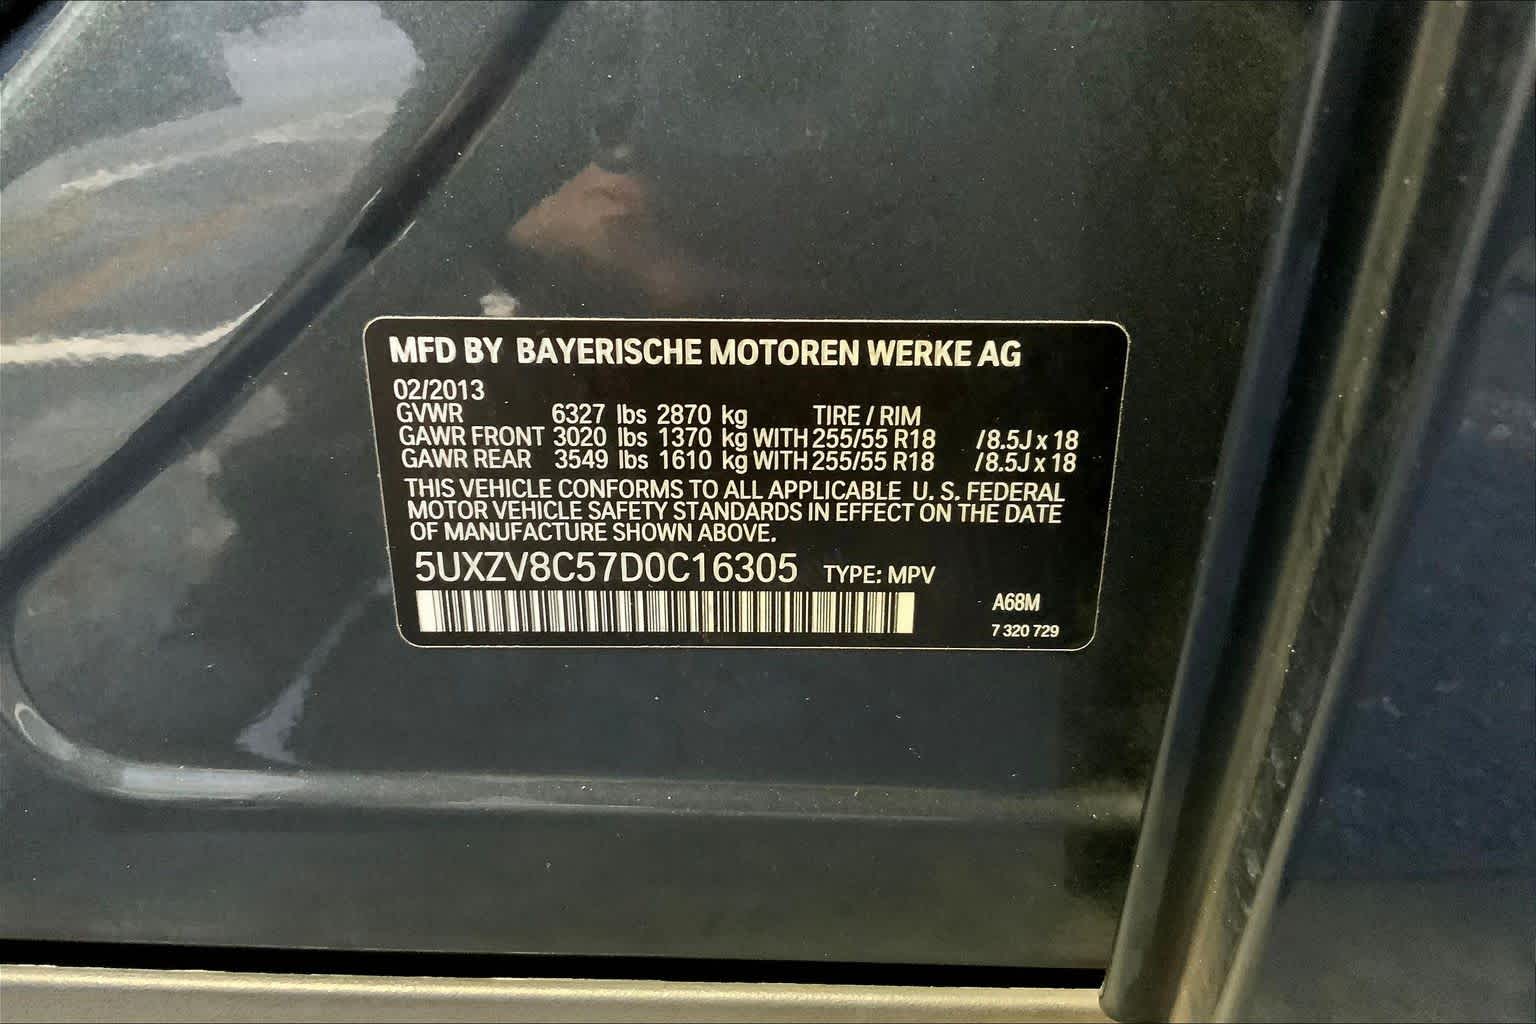 MFD BY BAYERISCHE MOTOREN WERKE AG
02/2013
GVWR 6327 lbs 2870 kg TIRE / RIM
GAWR FRONT 3020 lbs 1370 kg WITH 255/55 R18 /8.5J x 18
GAWR REAR 3549 lbs 1610 kg WITH 255/55 R18 /8.5J x 18
THIS VEHICLE CONFORMS TO ALL APPLICABLE U. S. FEDERAL
MOTOR VEHICLE SAFETY STANDARDS IN EFFECT ON THE DATE
OF MANUFACTURE SHOWN ABOVE.
5UXZV8C57D0C16305 TYPE: MPV
A68M
7 320 729